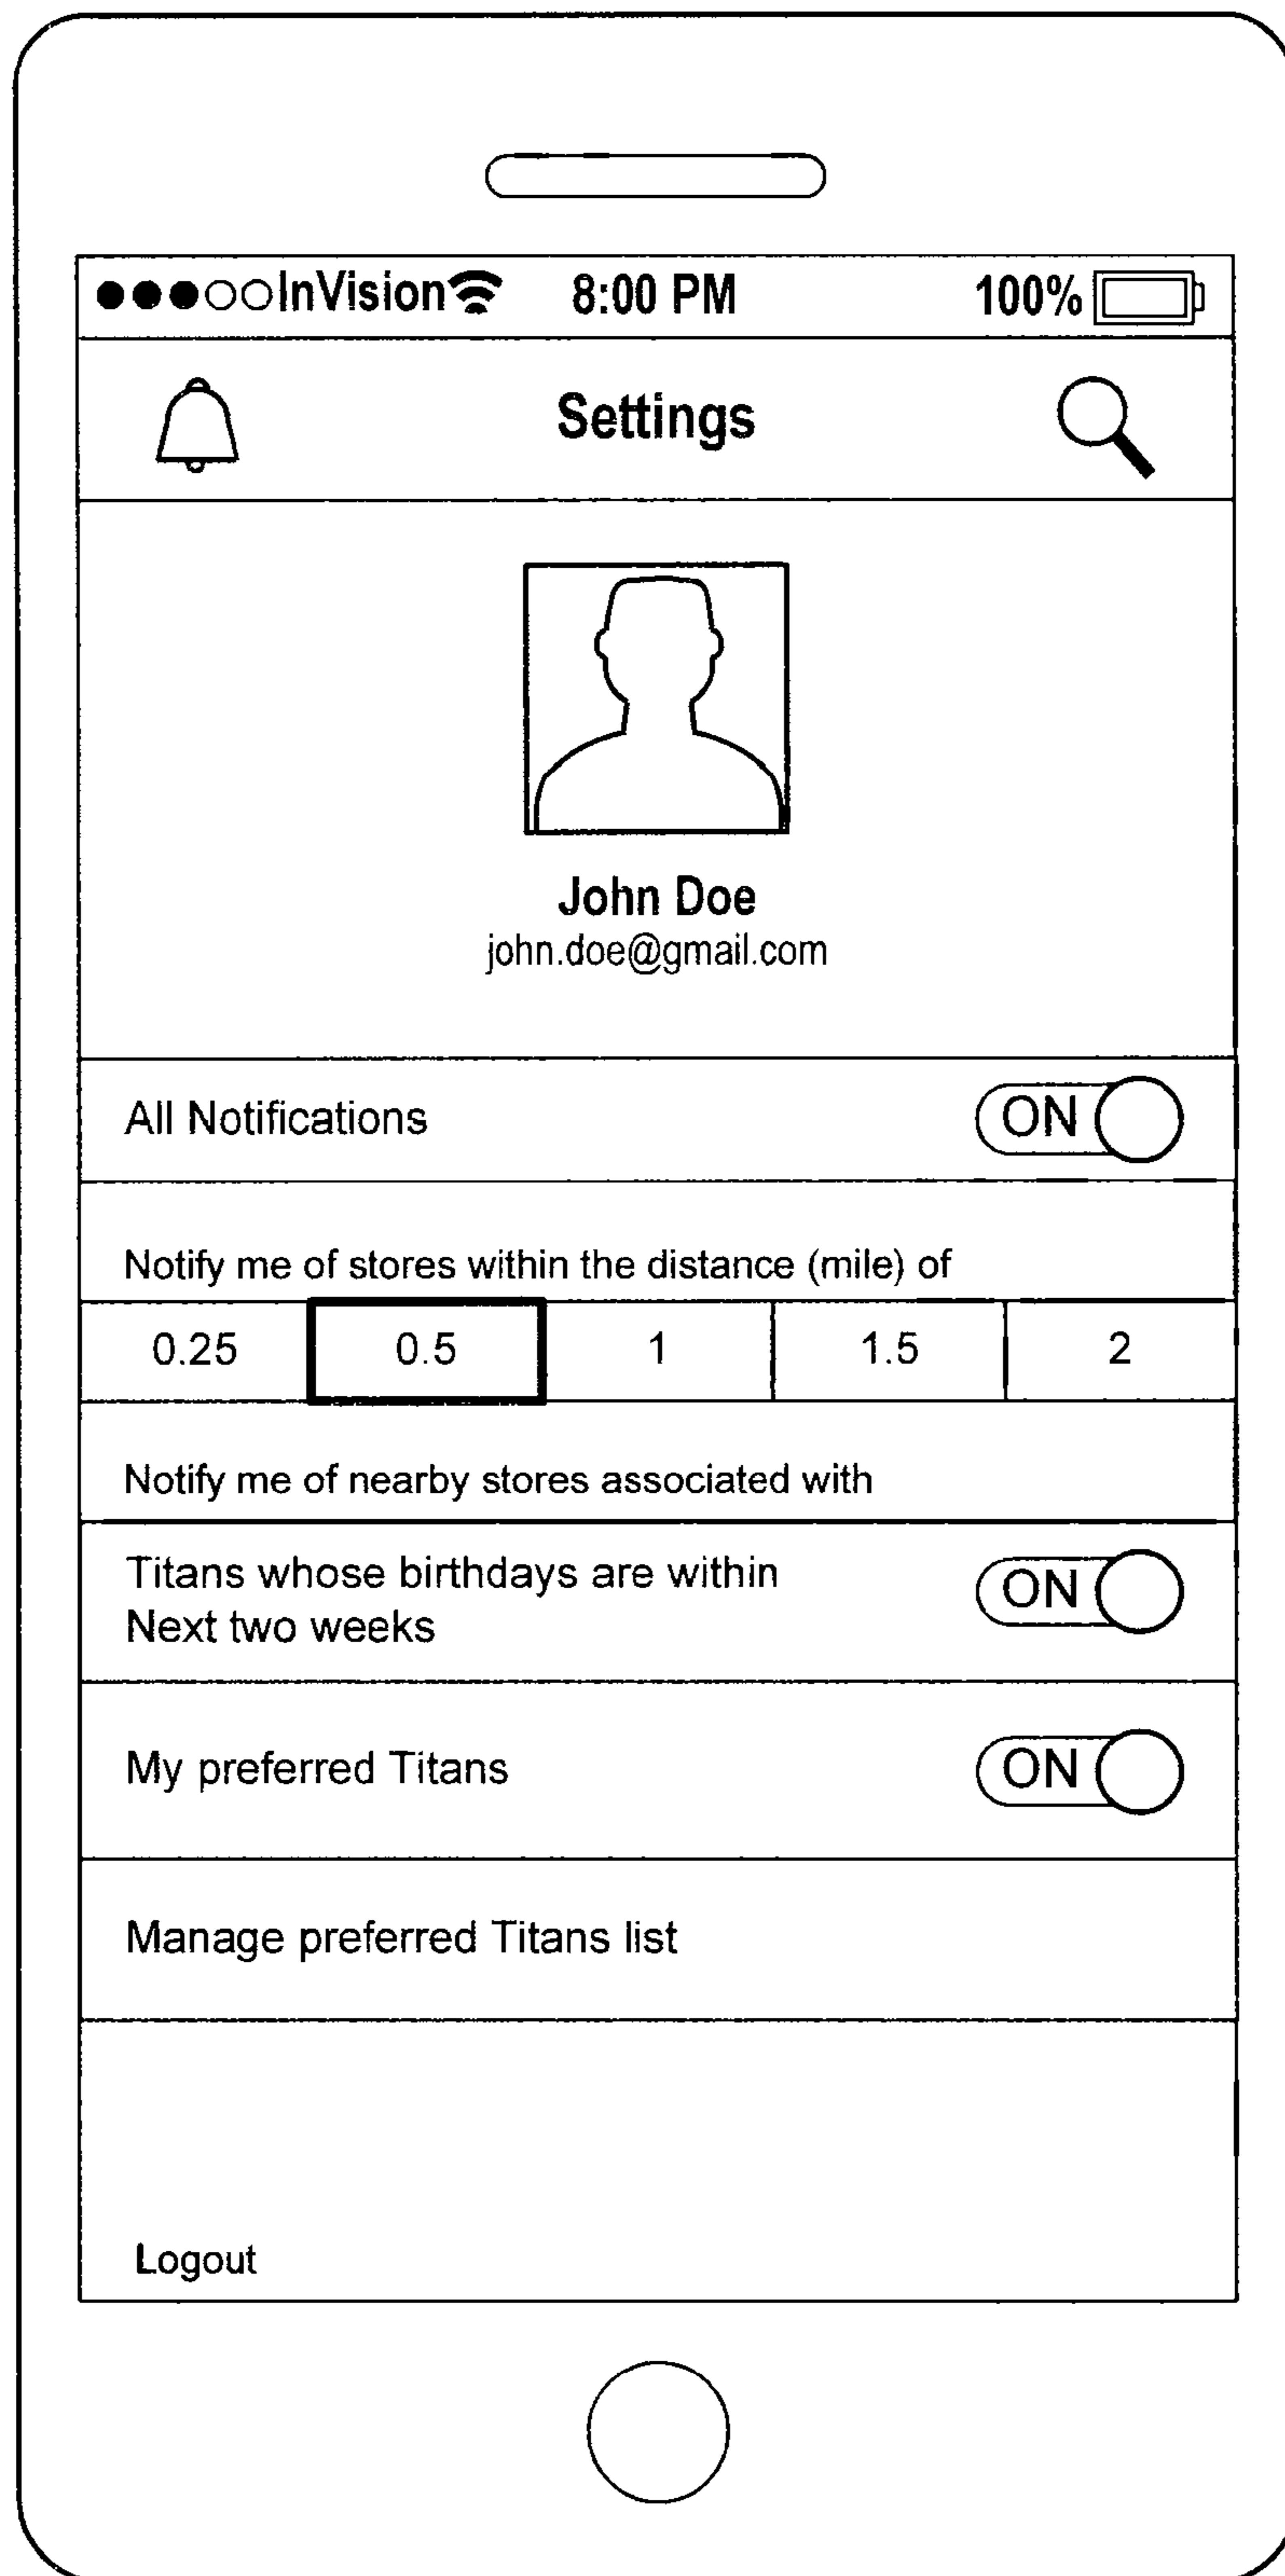 InVision 8:00 PM 100%
Settings
John Doe
john.doe@gmail.com
All Notifications ON
Notify me of stores within the distance (mile) of
0.25 0.5 1 1.5 2
Notify me of nearby stores associated with
Titans whose birthdays are within ON
Next two weeks
My preferred Titans ON
Manage preferred Titans list
Logout